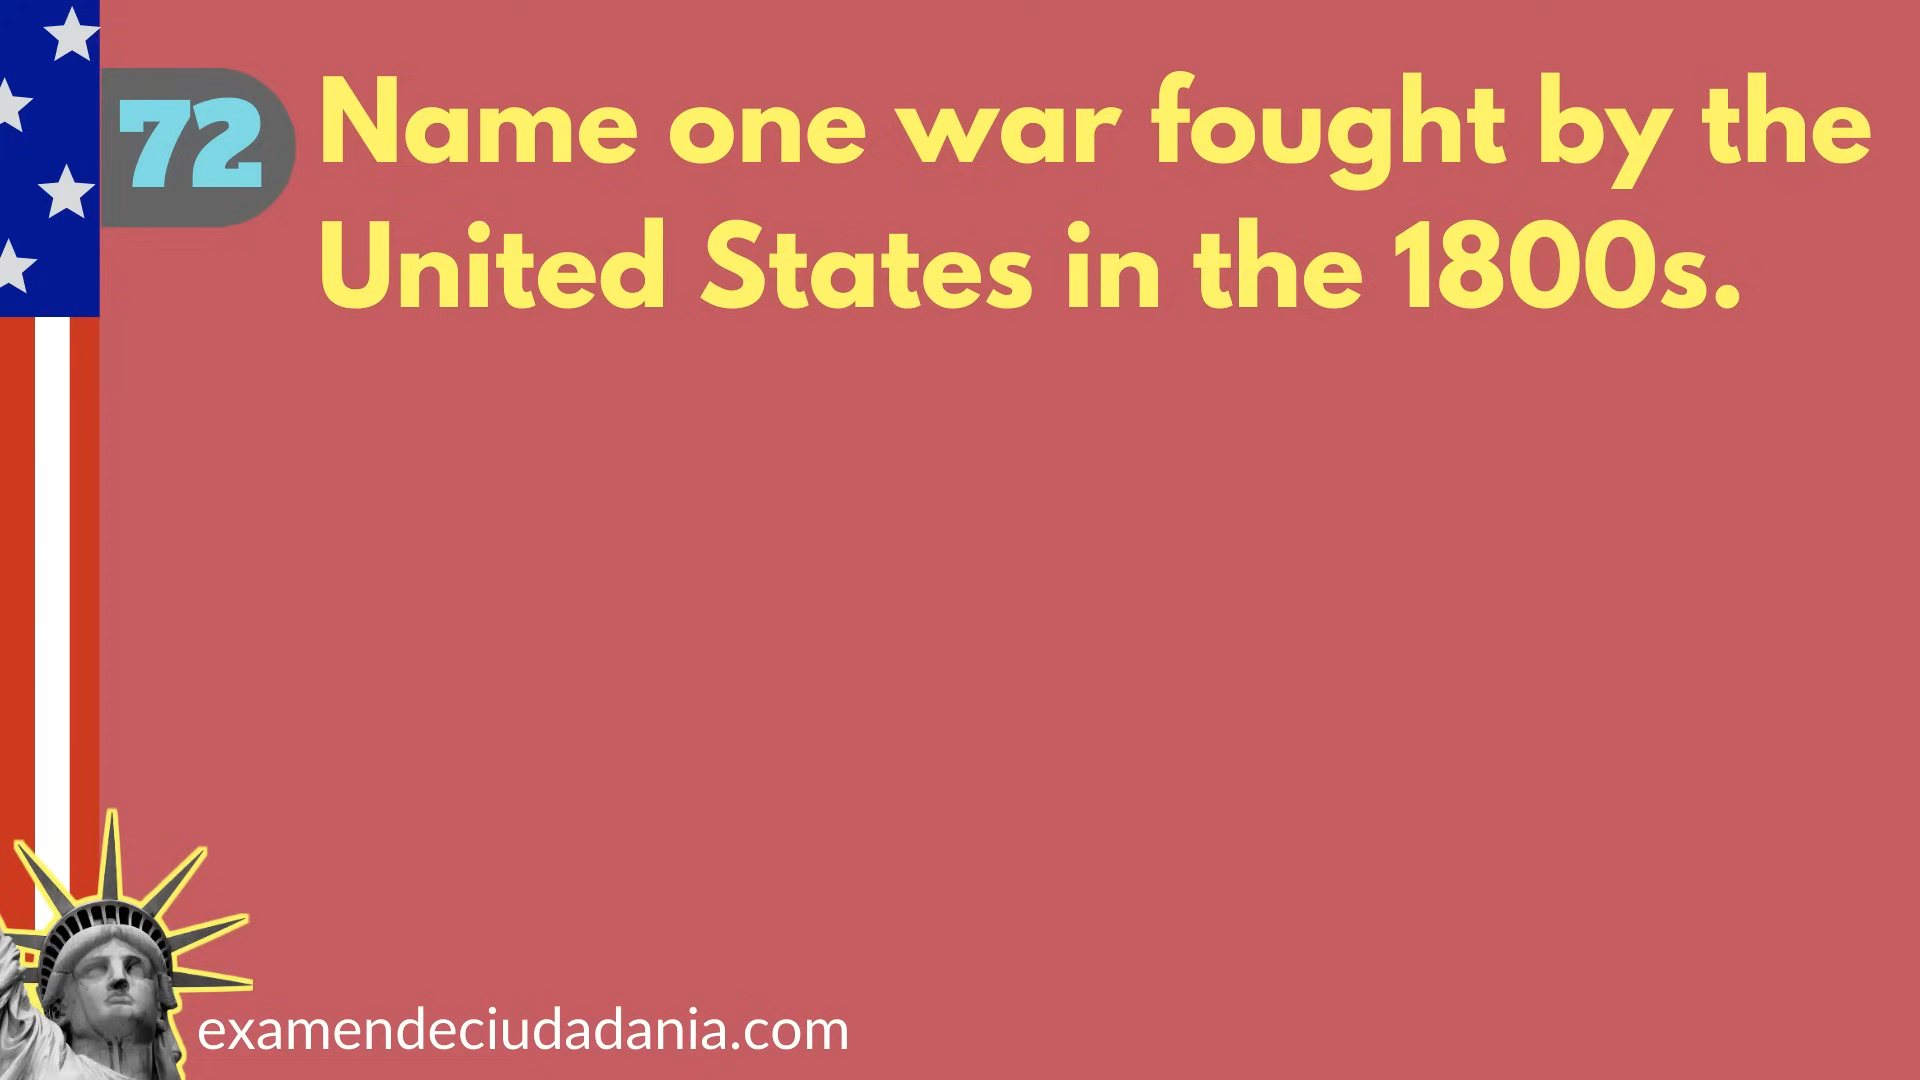 72
Name one war fought by the
United States in the 1800s.
examendeciudadania.com